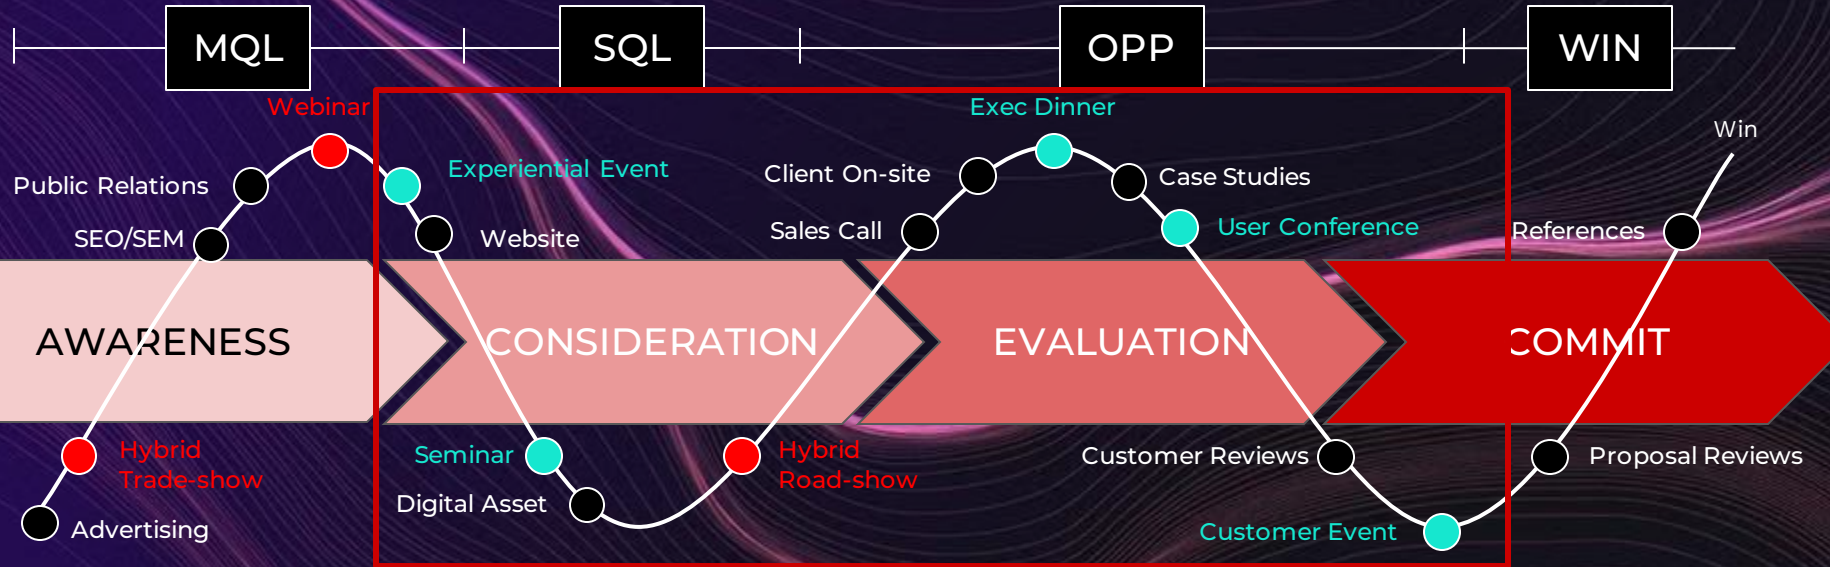 MQL
SQL
OPP
WIN
Webinar
Exec Dinner
Win
Experiential Event
Client On-site
Case Studies
Public Relations
User Conference
SEO/SEM
Website
Sales Call
References
AWARENESS
CONSIDERATION
EVALUATION
COMMIT
Hybrid
Trade-show
Seminar
Hybrid
Road-show
Customer Reviews
Proposal Reviews
Digital Asset
Advertising
Customer Event